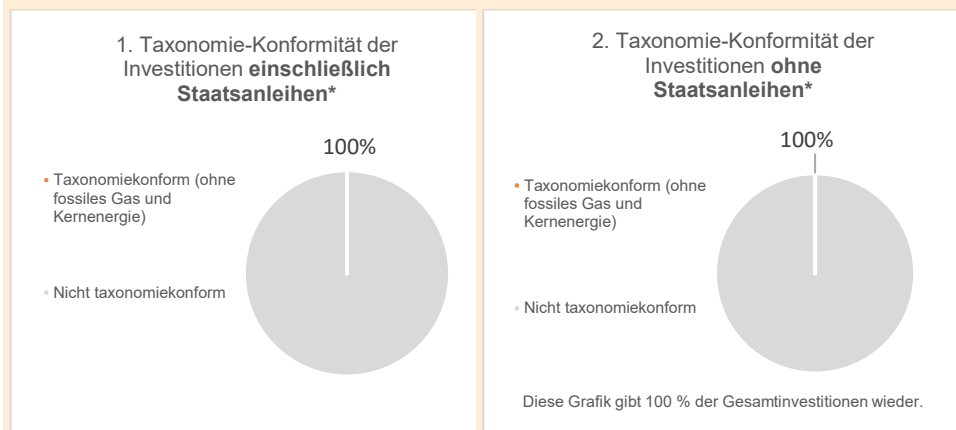 1. Taxonomie-Konformität der
Investitionen einschließlich
Staatsanleihen*
100%
Taxonomiekonform (ohne
fossiles Gas und
Kernenergie)
Nicht taxonomiekonform
2. Taxonomie-Konformität der
Investitionen ohne
Staatsanleihen*
100%
Taxonomiekonform (ohne
fossiles Gas und
Kernenergie)
Nicht taxonomiekonform
Diese Grafik gibt 100 % der Gesamtinvestitionen wieder.